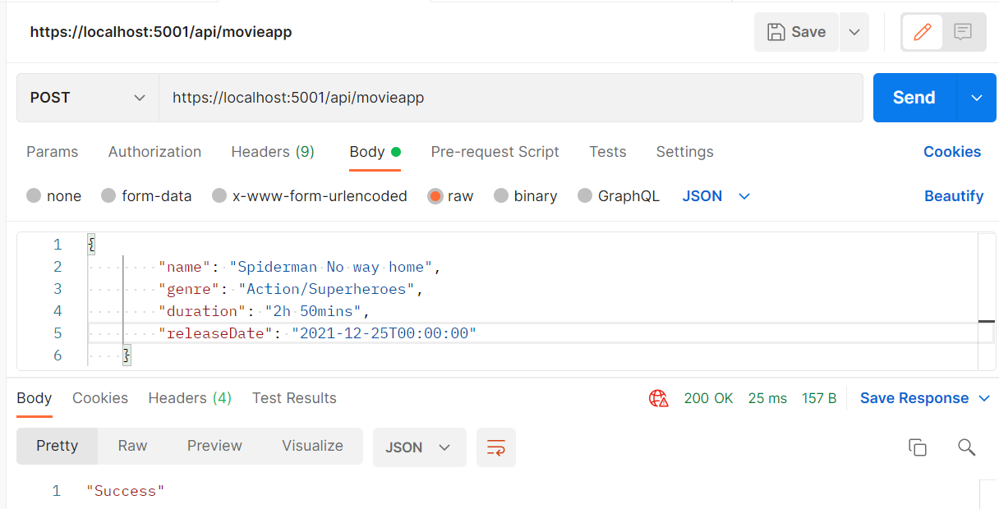 https://localhost:5001/api/movieapp Save
POST https://localhost:5001/api/movieapp Send
Params Authorization Headers (9) Body Pre-request Script Tests Settings Cookies
none form-data x-www-form-urlencoded raw binary GraphQL JSON Beautify
1 {
2 "name": "Spiderman No way home",
3 "genre": "Action/Superheroes",
4 "duration": "2h 50mins",
5 "releaseDate": "2021-12-25T00:00:00"
6 }
Body Cookies Headers (4) Test Results 200 OK 25 ms 157 B Save Response
Pretty Raw Preview Visualize JSON
1 "Success"